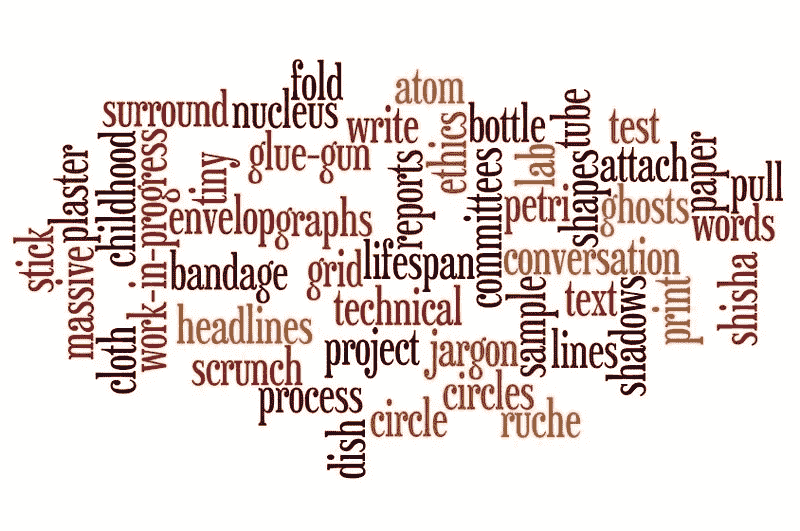 fold
atom
surround
nucleus
write
bottle
tube
test
glue-gun
ethics
lab
attach
paper
pull
plaster
childhood
work-in-progress
tiny
reports
committees
petri
shapes
ghosts
words
envelop
graphs
stick
massive
bandage
grid
lifespan
conversation
shisha
technical
sample
text
shadows
print
headlines
cloth
project
jargon
lines
scrunch
process
circles
circle
ruche
dish